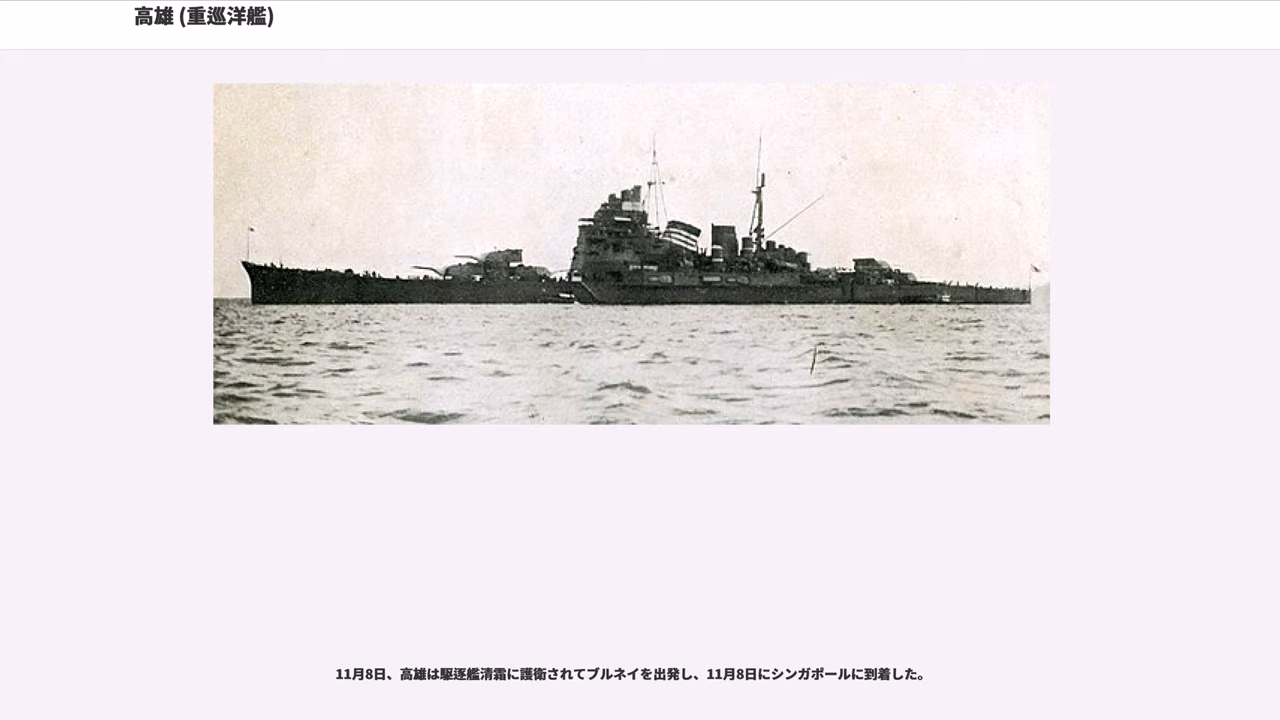 高雄 (重巡洋艦)
11月8日、高雄は駆逐艦清霜に護衛されてブルネイを出発し、11月8日にシンガポールに到着した。